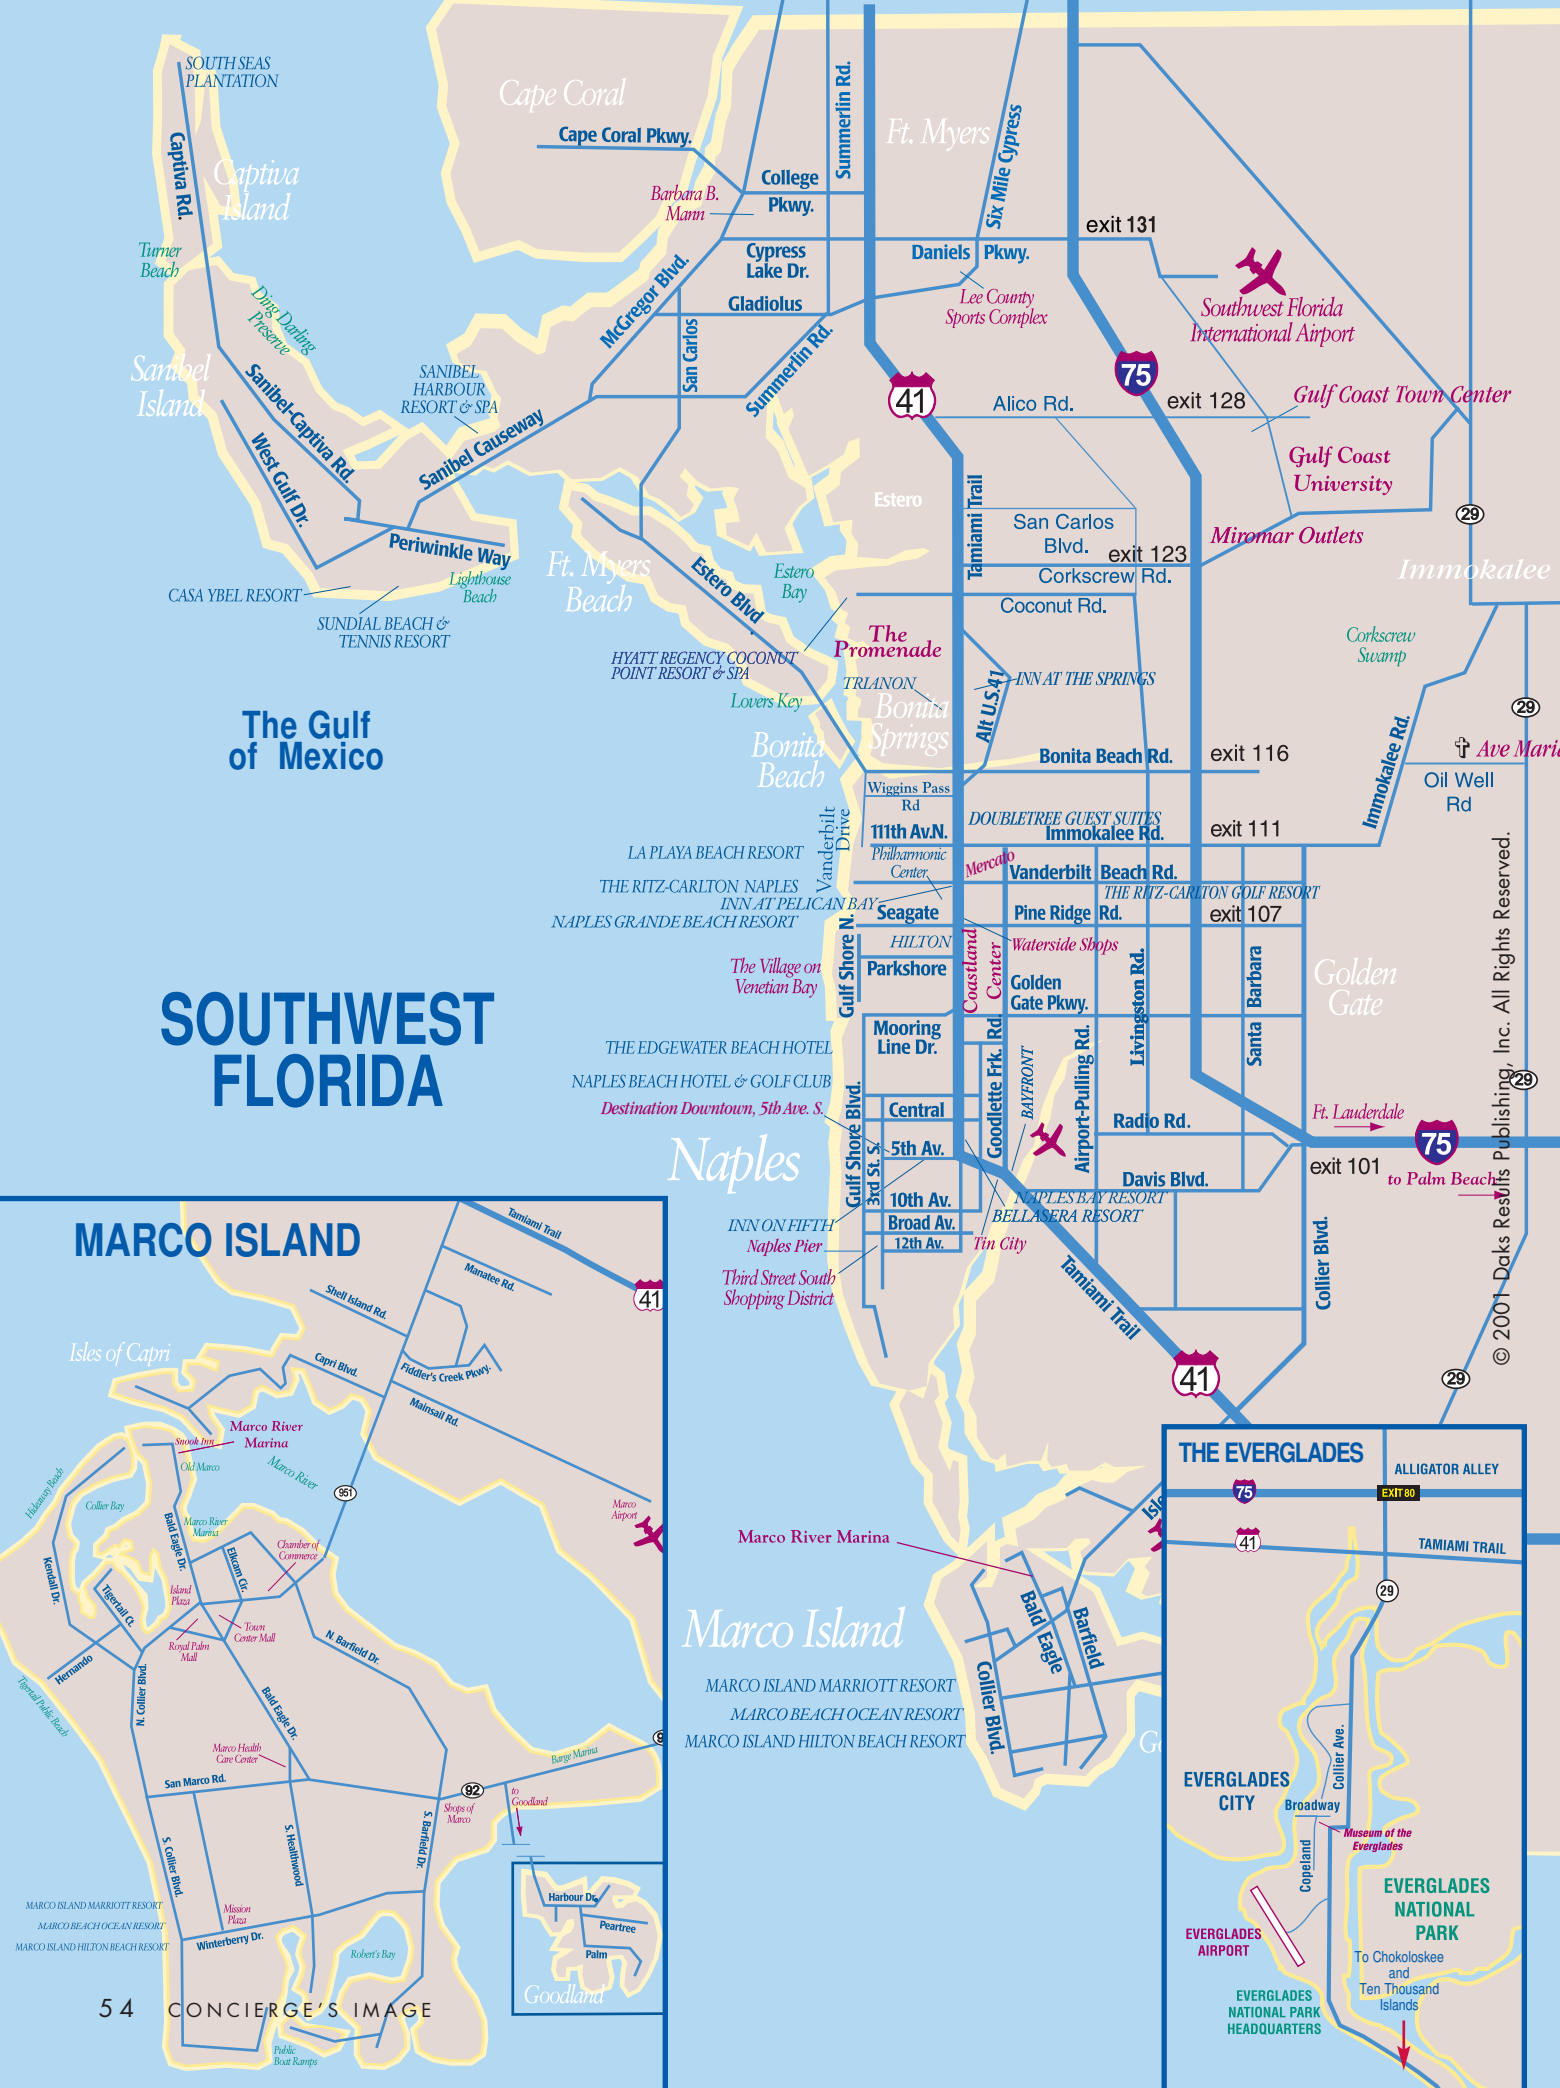 SOUTH SEAS
PLANTATION
Cape Coral
Cape Coral Pkwy.
Summerlin Rd.
Ft. Myers
Six Mile Cypress
Captiva Rd.
Captiva
Island
College
Pkwy.
Barbara B.
Mann
exit 131
Turner
Beach
Cypress
Lake Dr.
Daniels Pkwy.
McGregor Blvd.
Ding Darling
Preserve
Gladiolus
Lee County
Sports Complex
Southwest Florida
International Airport
San Carlos
Summerlin Rd.
Sanibel
Island
Sanibel-Captiva Rd.
SANIBEL
HARBOUR
RESORT & SPA
41
75
Alico Rd.
exit 128
Gulf Coast Town Center
West Gulf Dr.
Sanibel Causeway
Gulf Coast
University
Estero
Tamiami Trail
San Carlos
Blvd.
exit 123
Miromar Outlets
29
Periwinkle Way
Ft. Myers
Beach
Estero Blvd
Estero
Bay
Corkscrew Rd.
Immokalee
Lighthouse
Beach
CASA YBEL RESORT
Coconut Rd.
SUNDIAL BEACH &
TENNIS RESORT
The
Promenade
Corkscrew
Swamp
HYATT REGENCY COCONUT
POINT RESORT & SPA
TRIANON
INN AT THE SPRINGS
Alt U.S.41
Lovers Key
Bonita
Springs
29
The Gulf
of Mexico
Bonita
Beach
Bonita Beach Rd.
exit 116
Immokalee Rd.
Ave Maria
Oil Well
Rd
Wiggins Pass
Rd
Vanderbilt
Drive
DOUBLETREE GUEST SUITES
111th Av.N.
Immokalee Rd.
exit 111
LA PLAYA BEACH RESORT
Philharmonic
Center
Mercato
Vanderbilt Beach Rd.
THE RITZ-CARLTON NAPLES
THE RITZ-CARLTON GOLF RESORT
INN AT PELICAN BAY
NAPLES GRANDE BEACH RESORT
Seagate
Pine Ridge Rd.
exit 107
Gulf Shore N.
HILTON
Waterside Shops
The Village on
Venetian Bay
Parkshore
Coastland
Center
Golden
Gate Pkwy.
Livingston Rd.
Santa Barbara
Golden
Gate
SOUTHWEST
FLORIDA
Mooring
Line Dr.
THE EDGEWATER BEACH HOTEL
Goodlette Frk. Rd.
BAYFRONT
Airport-Pulling Rd.
29
NAPLES BEACH HOTEL & GOLF CLUB
Destination Downtown, 5th Ave. S.
Gulf Shore Blvd.
Central
Radio Rd.
Ft. Lauderdale
75
Naples
3rd St. S.
5th Av.
exit 101
to Palm Beach
Davis Blvd.
10th Av.
NAPLES BAY RESORT
BELLASERA RESORT
INN ON FIFTH
Broad Av.
Naples Pier
12th Av.
Tin City
Third Street South
Shopping District
Tamiami Trail
Collier Blvd.
41
29
© 2001 Daks Results Publishing, Inc. All Rights Reserved.
Marco River Marina
Isle
Marco Island
Bald Eagle
Barfield
Collier Blvd.
MARCO ISLAND MARRIOTT RESORT
MARCO BEACH OCEAN RESORT
MARCO ISLAND HILTON BEACH RESORT
Go
MARCO ISLAND
Tamiami Trail
Manatee Rd.
41
Shell Island Rd.
Isles of Capri
Capri Blvd.
Fiddler's Creek Pkwy.
Mainsail Rd.
Marco River
Marina
Snook Inn
Old Marco
Marco River
951
Hideaway Beach
Collier Bay
Marco
Airport
Marco River
Marina
Bald Eagle Dr.
Chamber of
Commerce
Elkcam Cir.
Kendall Dr.
Tigertail Ct.
Island
Plaza
Town
Center Mall
Royal Palm
Mall
N. Barfield Dr.
Hernando
Tigertail Public Beach
N. Collier Blvd.
Bald Eagle Dr.
Marco Health
Care Center
Barge Marina
9
San Marco Rd.
92
to
Goodland
Shops of
Marco
S. Collier Blvd.
S. Healthwood
S. Barfield Dr.
MARCO ISLAND MARRIOTT RESORT
MARCO BEACH OCEAN RESORT
MARCO ISLAND HILTON BEACH RESORT
Mission
Plaza
Winterberry Dr.
Robert's Bay
Harbour Dr.
Peartree
Palm
Goodland
Public
Boat Ramps
54 CONCIERGE'S IMAGE
THE EVERGLADES
ALLIGATOR ALLEY
75
EXIT 80
41
TAMIAMI TRAIL
29
Collier Ave.
EVERGLADES
CITY
Broadway
Museum of the
Everglades
Copeland
EVERGLADES
NATIONAL
PARK
EVERGLADES
AIRPORT
To Chokoloskee
and
Ten Thousand
Islands
EVERGLADES
NATIONAL PARK
HEADQUARTERS